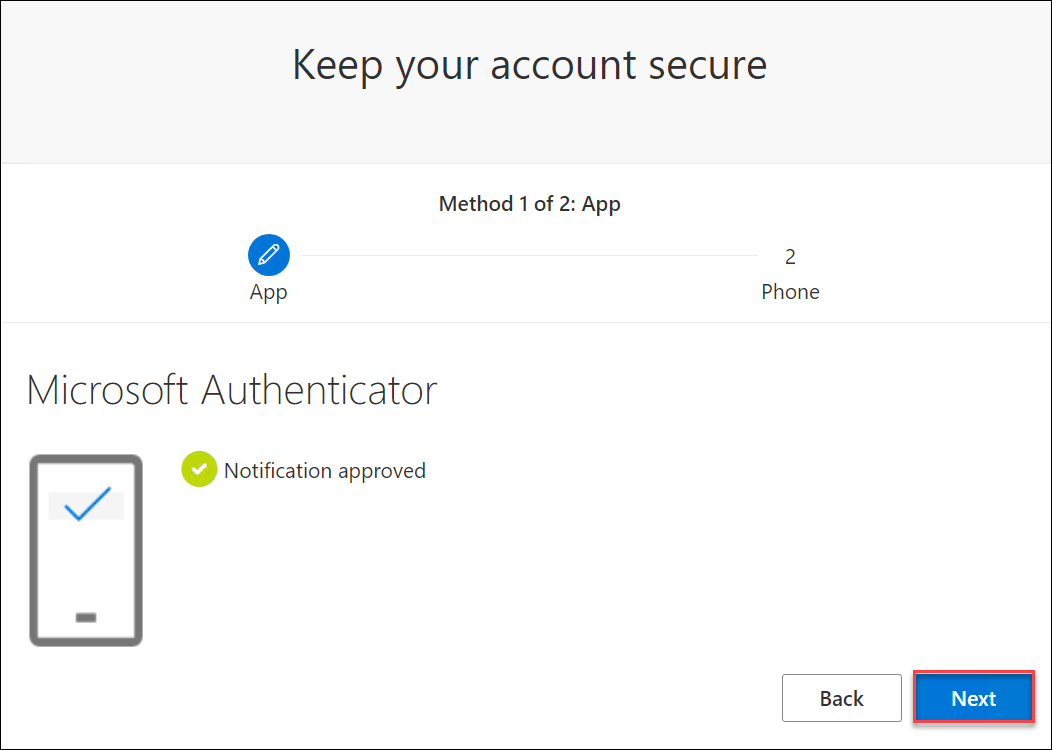 Keep your account secure
Method 1 of 2: App
2
App
Phone
Microsoft Authenticator
Notification approved
Back
Next